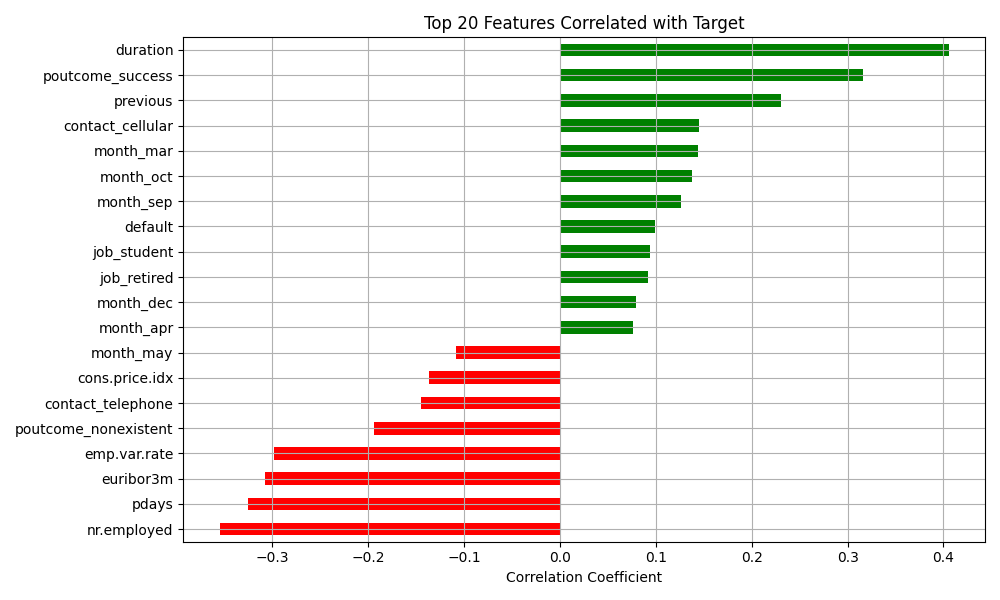 Top 20 Features Correlated with Target
duration
poutcome_success
previous
contact_cellular
month_mar
month_oct
month_sep
default
job_student
job_retired
month_dec
month_apr
month_may
cons.price.idx
contact_telephone
poutcome_nonexistent
emp.var.rate
euribor3m
pdays
nr.employed
−0.3 −0.2 −0.1 0.0 0.1 0.2 0.3 0.4
Correlation Coefficient